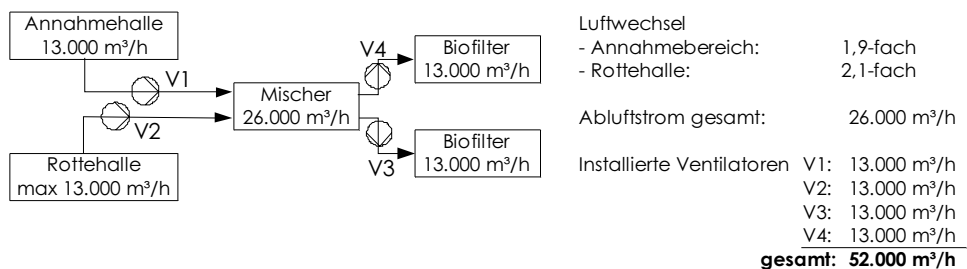 Annahmehalle
13.000 m³/h
V1
V2
Rottehalle
max 13.000 m³/h
Mischer
26.000 m³/h
V4
V3
Biofilter
13.000 m³/h
Biofilter
13.000 m³/h
Luftwechsel
- Annahmebereich: 1,9-fach
- Rottehalle: 2,1-fach
Abluftstrom gesamt: 26.000 m³/h
Installierte Ventilatoren V1: 13.000 m³/h
V2: 13.000 m³/h
V3: 13.000 m³/h
V4: 13.000 m³/h
gesamt: 52.000 m³/h